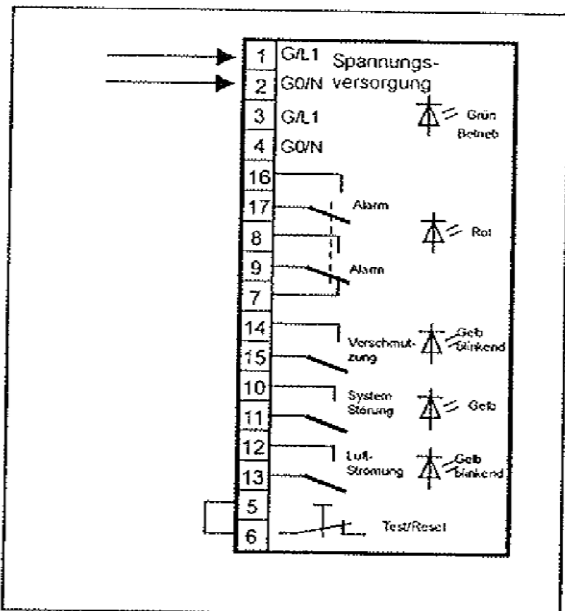 1 G/L1 Spannungs-
2 G0/N versorgung
3 G/L1 Grün
4 G0/N Betrieb
16
17 Alarm
8 Rot
9 Alarm
7
14 Verschmut- Gelb
zung blinkend
15
10 System Gelb
11 Störung
12 Luft- Gelb
13 Strömung blinkend
5
6 Test/Reset